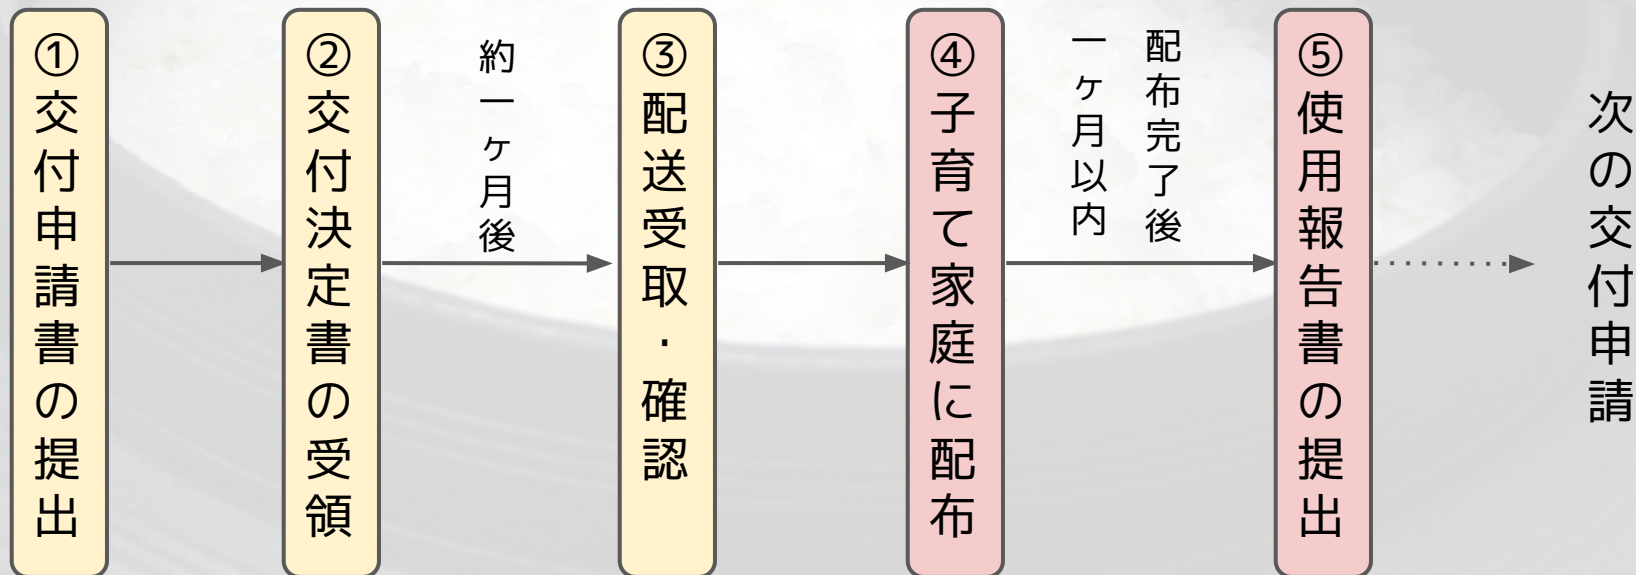 ①交付申請書の提出
②交付決定書の受領
約一ヶ月後
③配送受取・確認
④子育て家庭に配布
配布完了後
一ヶ月以内
⑤使用報告書の提出
次の交付申請